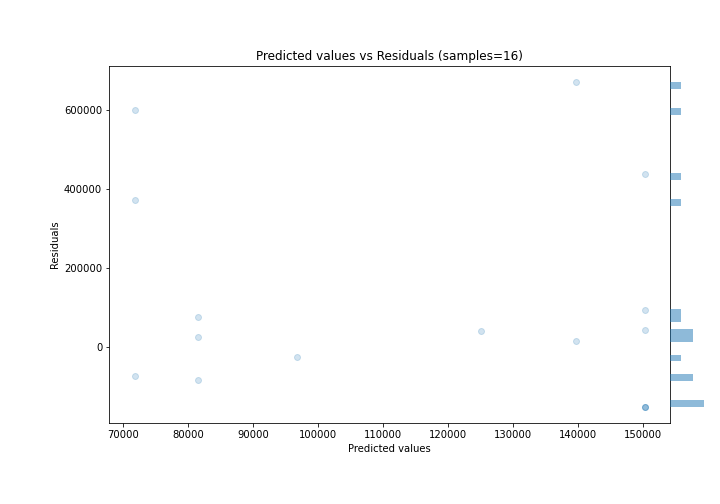 Predicted values vs Residuals (samples=16)
600000
400000
200000
0
Residuals
70000 80000 90000 100000 110000 120000 130000 140000 150000
Predicted values